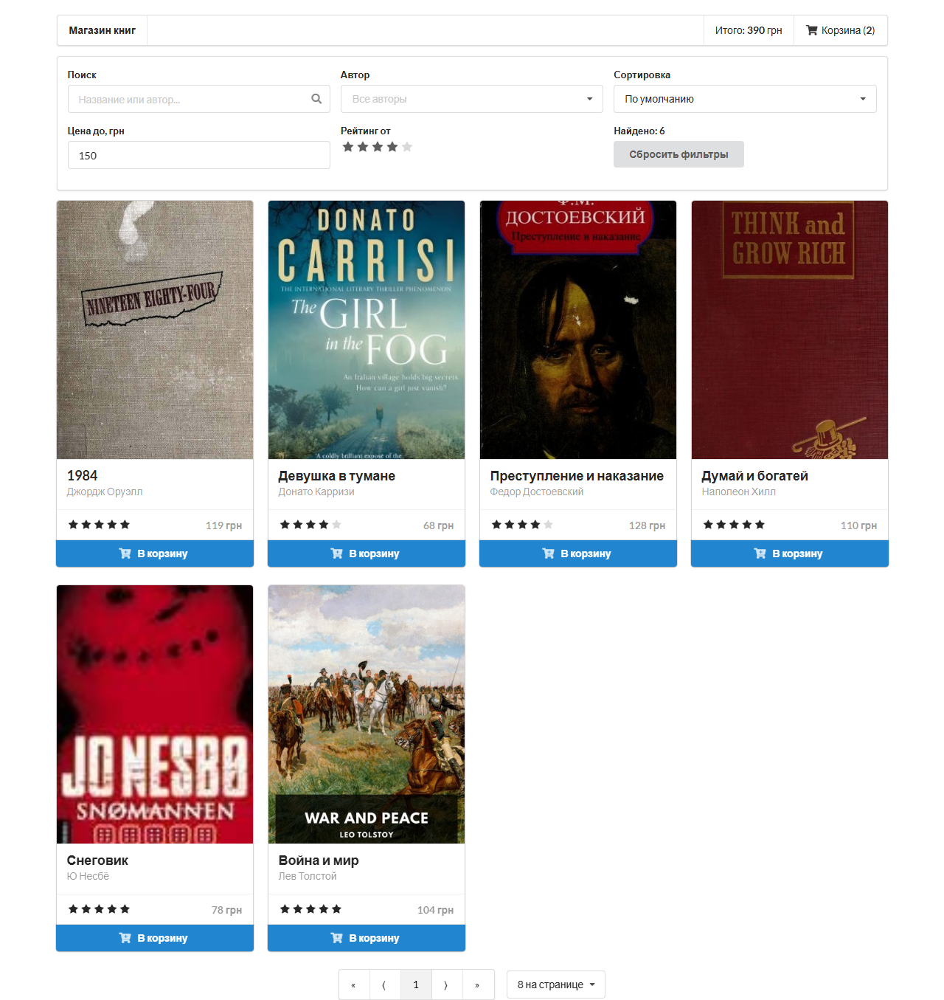 Магазин книг
Итого: 390 грн
Корзина (2)
Поиск
Автор
Сортировка
Название или автор...
Все авторы
По умолчанию
Цена до, грн
Рейтинг от
Найдено: 6
150
Сбросить фильтры
NINETEEN EIGHTY-FOUR
DONATO
CARRISI
THE INTERNATIONAL LITERARY THRILLER PHENOMENON
The GIRL
in the FOG
An Italian village holds big secrets.
How can a girl just vanish?
'A coldly brilliant exposé of the
Ф.М.
ДОСТОЕВСКИЙ
Преступление и наказание
THINK and
GROW RICH
1984
Джордж Оруэлл
119 грн
В корзину
Девушка в тумане
Донато Карризи
68 грн
В корзину
Преступление и наказание
Федор Достоевский
128 грн
В корзину
Думай и богатей
Наполеон Хилл
110 грн
В корзину
JO NESBØ
SNØMANNEN
WAR AND PEACE
LEO TOLSTOY
Снеговик
Ю Несбё
78 грн
В корзину
Война и мир
Лев Толстой
104 грн
В корзину
« ⟨ 1 ⟩ »
8 на странице